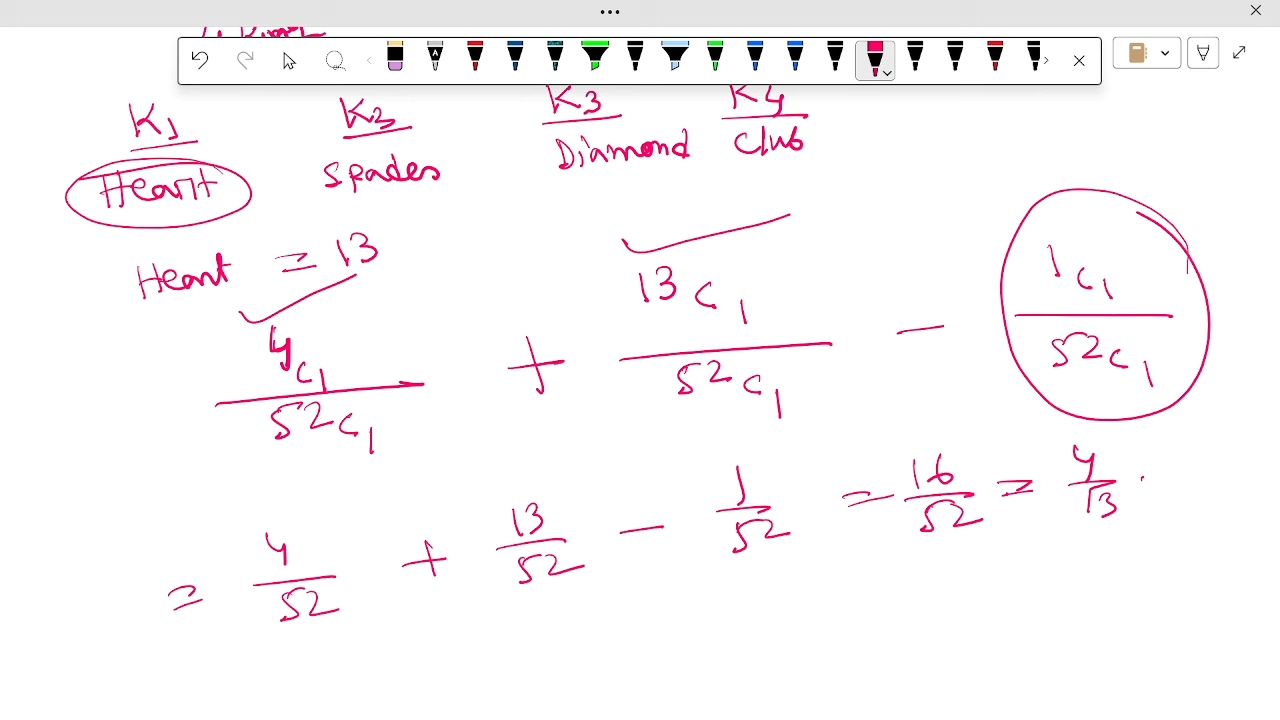 K1 K2 K3 K4
Heart Spades Diamond Club
Heart = 13
4c1/52c1 + 13c1/52c1 - 1c1/52c1
= 4/52 + 13/52 - 1/52 = 16/52 = 4/13